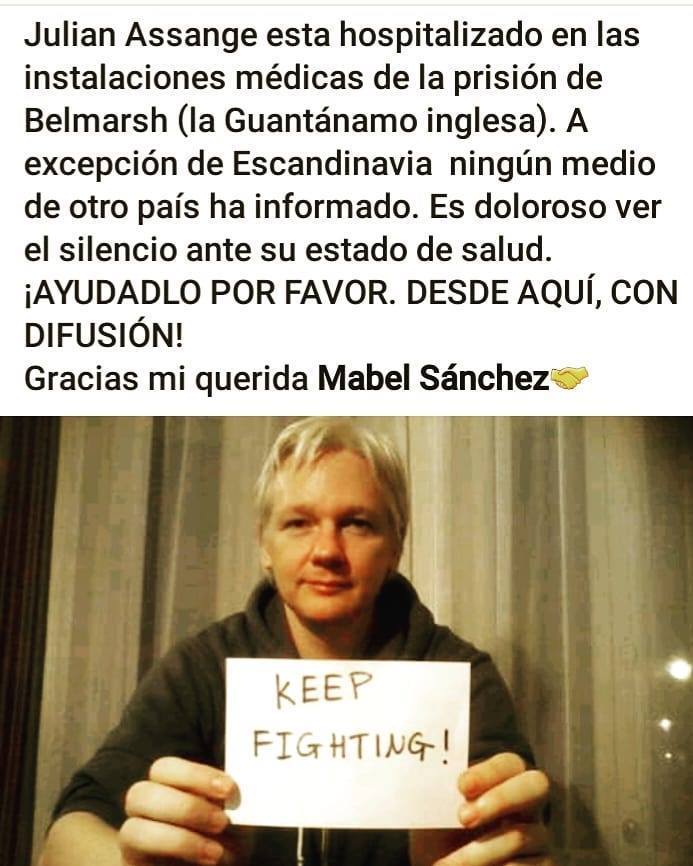 Julian Assange esta hospitalizado en las
instalaciones médicas de la prisión de
Belmarsh (la Guantánamo inglesa). A
excepción de Escandinavia  ningún medio
de otro país ha informado. Es doloroso ver
el silencio ante su estado de salud.
¡AYUDADLO POR FAVOR. DESDE AQUÍ, CON
DIFUSIÓN!
Gracias mi querida Mabel Sánchez🤝
KEEP
FIGHTING!